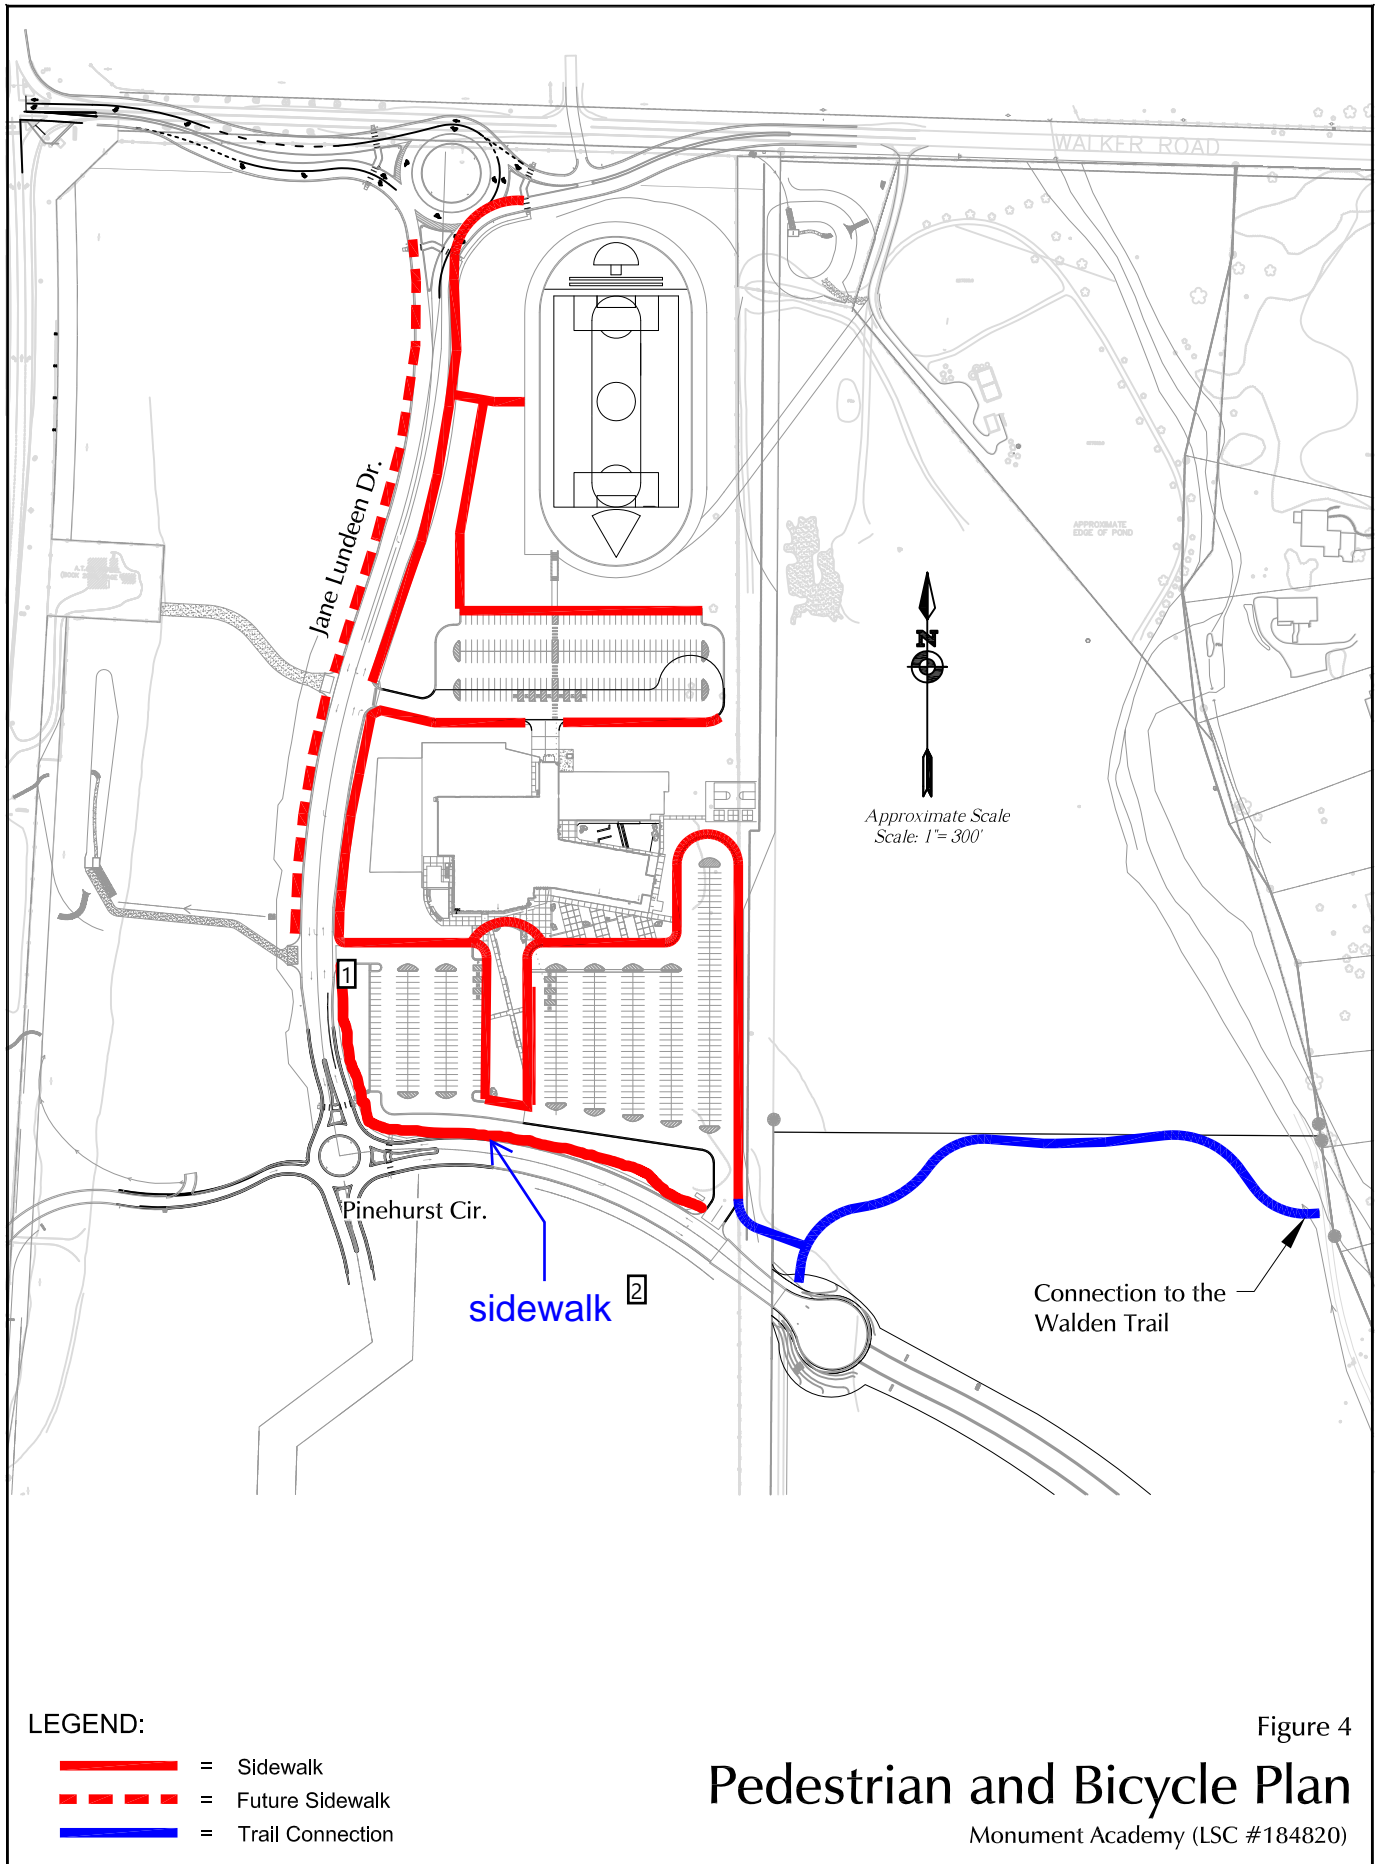 WALKER ROAD
Jane Lundeen Dr.
APPROXIMATE
EDGE OF POND
N
Approximate Scale
Scale: 1"= 300'
1
Pinehurst Cir.
sidewalk
2
Connection to the
Walden Trail
LEGEND:
= Sidewalk
= Future Sidewalk
= Trail Connection
Figure 4
Pedestrian and Bicycle Plan
Monument Academy (LSC #184820)